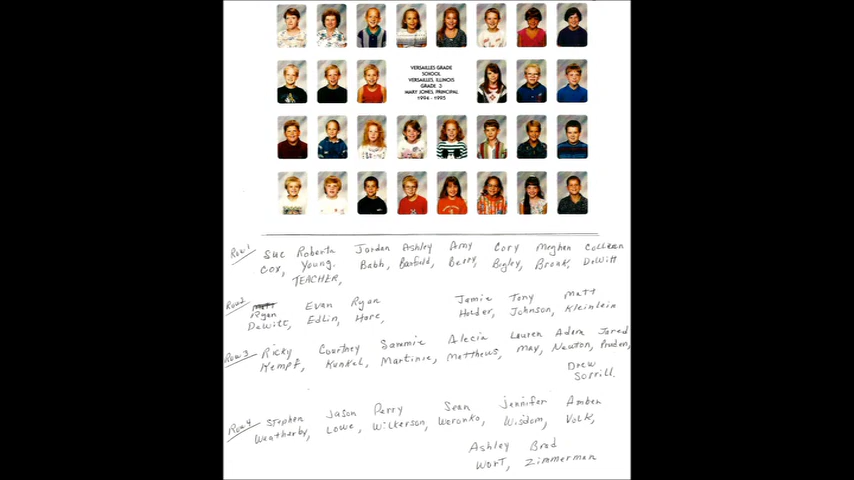 VERSAILLES GRADE
SCHOOL
VERSAILLES, ILLINOIS
GRADE 3
MARY JONES, PRINCIPAL
1994 - 1995
Row 1 Sue Roberta Jordan Ashley Amy Cory Meghan Colleen
Cox, Young, Babh, Barfuld, Berry, Bigley, Bronk, DeWitt
TEACHER,
Row 2 Ryan Evan Ryan Jamie Tony Matt
DeWitt, Edlin, Hare, Holder, Johnson, Kleinlein
Row 3 Ricky Courtney Sammie Alecia Lauren Adam Jared
Kempf, Kunkel, Martinie, Matthews, May, Newton, Pruden,
Drew
Sorrill.
Row 4 Stephen Jason Perry Sean Jennifer Amber
Weatherby, Lowe, Wilkerson, Woronko, Wisdom, Volk,
Ashley Brad
Wort, Zimmerman